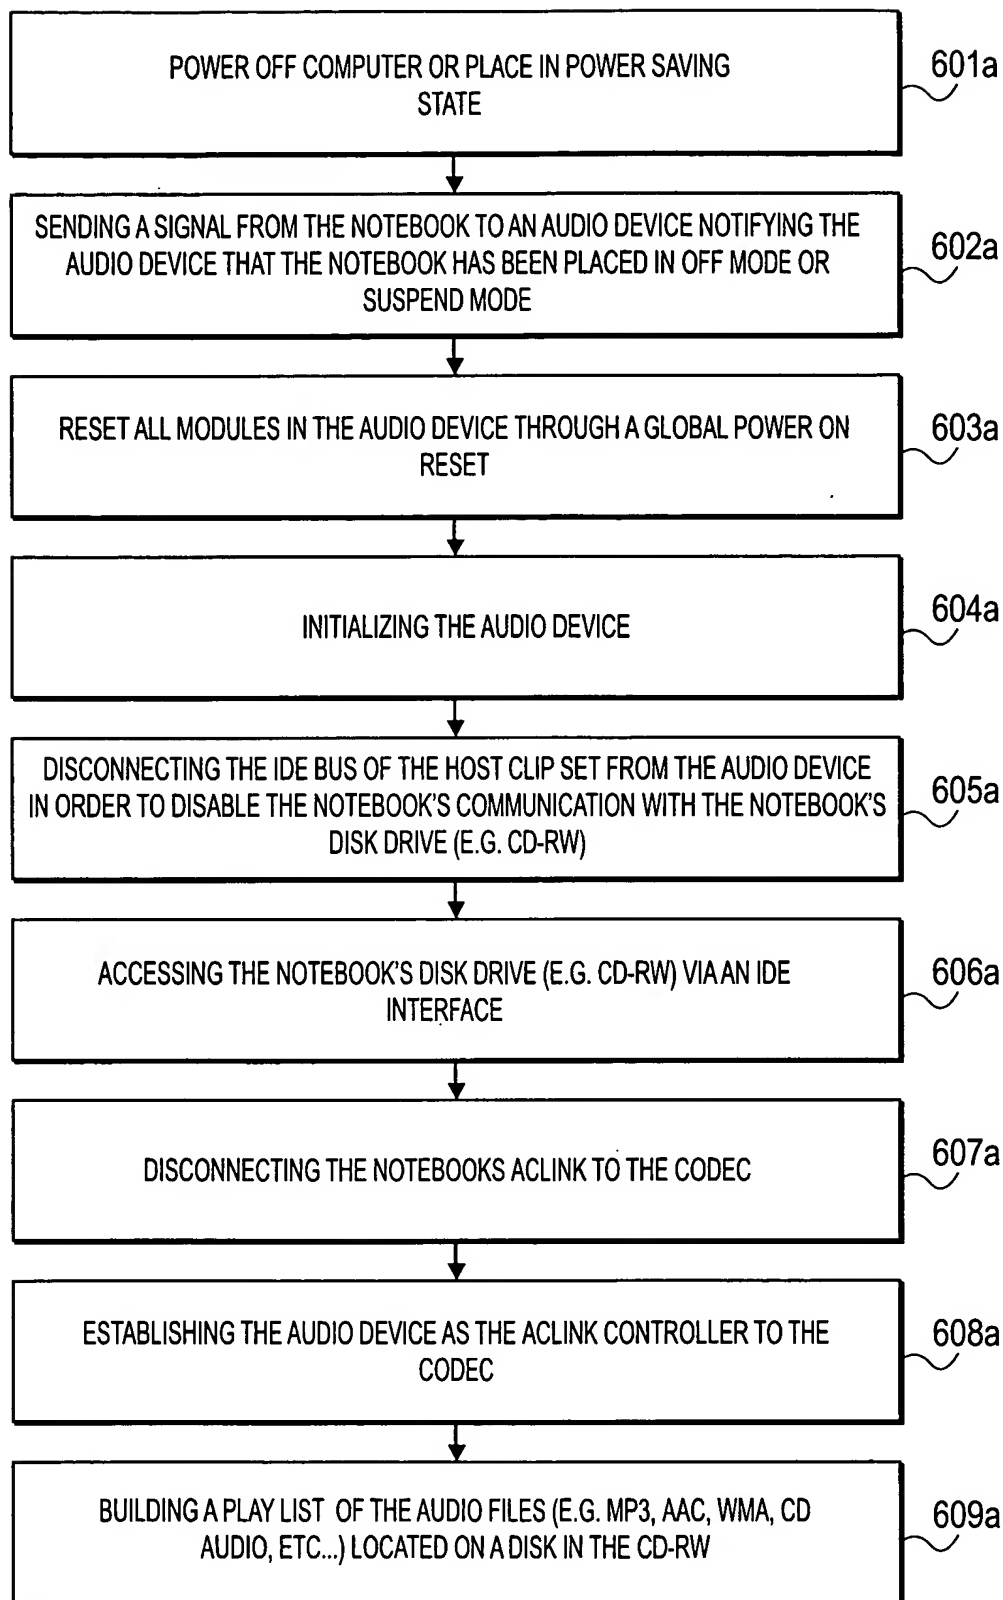 POWER OFF COMPUTER OR PLACE IN POWER SAVING
STATE
601a
SENDING A SIGNAL FROM THE NOTEBOOK TO AN AUDIO DEVICE NOTIFYING THE
AUDIO DEVICE THAT THE NOTEBOOK HAS BEEN PLACED IN OFF MODE OR
SUSPEND MODE
602a
RESET ALL MODULES IN THE AUDIO DEVICE THROUGH A GLOBAL POWER ON
RESET
603a
INITIALIZING THE AUDIO DEVICE
604a
DISCONNECTING THE IDE BUS OF THE HOST CLIP SET FROM THE AUDIO DEVICE
IN ORDER TO DISABLE THE NOTEBOOK'S COMMUNICATION WITH THE NOTEBOOK'S
DISK DRIVE (E.G. CD-RW)
605a
ACCESSING THE NOTEBOOK'S DISK DRIVE (E.G. CD-RW) VIA AN IDE
INTERFACE
606a
DISCONNECTING THE NOTEBOOKS ACLINK TO THE CODEC
607a
ESTABLISHING THE AUDIO DEVICE AS THE ACLINK CONTROLLER TO THE
CODEC
608a
BUILDING A PLAY LIST OF THE AUDIO FILES (E.G. MP3, AAC, WMA, CD
AUDIO, ETC...) LOCATED ON A DISK IN THE CD-RW
609a